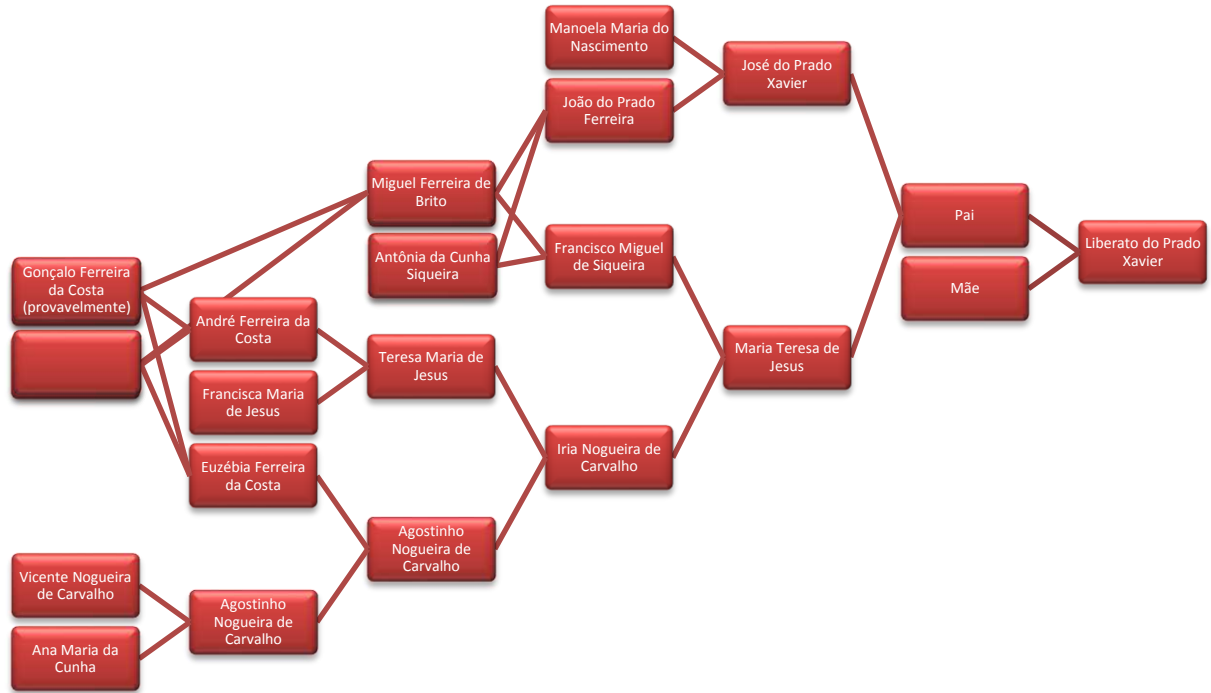 Manoela Maria do
Nascimento
José do Prado
Xavier
João do Prado
Ferreira
Miguel Ferreira de
Brito
Pai
Antônia da Cunha
Siqueira
Francisco Miguel
de Siqueira
Liberato do Prado
Xavier
Gonçalo Ferreira
da Costa
(provavelmente)
Mãe
André Ferreira da
Costa
Teresa Maria de
Jesus
Maria Teresa de
Jesus
Francisca Maria
de Jesus
Euzébia Ferreira
da Costa
Iria Nogueira de
Carvalho
Agostinho
Nogueira de
Carvalho
Vicente Nogueira
de Carvalho
Agostinho
Nogueira de
Carvalho
Ana Maria da
Cunha